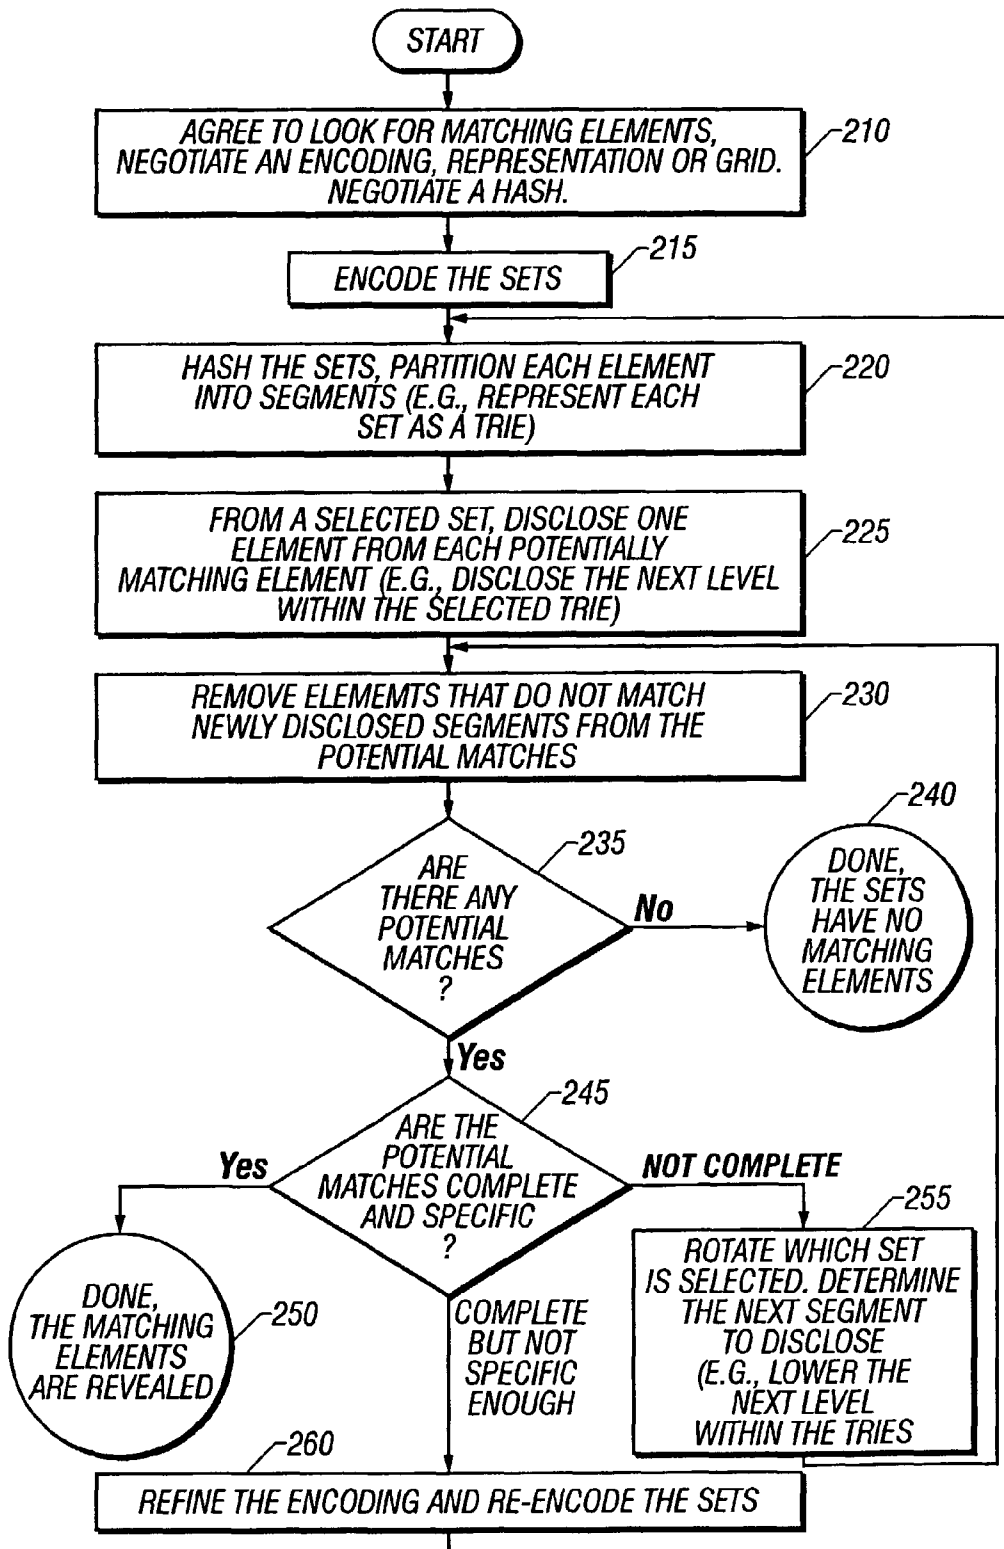 START
AGREE TO LOOK FOR MATCHING ELEMENTS,
NEGOTIATE AN ENCODING, REPRESENTATION OR GRID.
NEGOTIATE A HASH.
210
ENCODE THE SETS
215
HASH THE SETS, PARTITION EACH ELEMENT
INTO SEGMENTS (E.G., REPRESENT EACH
SET AS A TRIE)
220
FROM A SELECTED SET, DISCLOSE ONE
ELEMENT FROM EACH POTENTIALLY
MATCHING ELEMENT (E.G., DISCLOSE THE NEXT LEVEL
WITHIN THE SELECTED TRIE)
225
REMOVE ELEMEMTS THAT DO NOT MATCH
NEWLY DISCLOSED SEGMENTS FROM THE
POTENTIAL MATCHES
230
ARE
THERE ANY
POTENTIAL
MATCHES
?
235
No
DONE,
THE SETS
HAVE NO
MATCHING
ELEMENTS
240
Yes
ARE THE
POTENTIAL
MATCHES COMPLETE
AND SPECIFIC
?
245
Yes
NOT COMPLETE
DONE,
THE MATCHING
ELEMENTS
ARE REVEALED
250
COMPLETE
BUT NOT
SPECIFIC
ENOUGH
ROTATE WHICH SET
IS SELECTED. DETERMINE
THE NEXT SEGMENT
TO DISCLOSE
(E.G., LOWER THE
NEXT LEVEL
WITHIN THE TRIES
255
REFINE THE ENCODING AND RE-ENCODE THE SETS
260